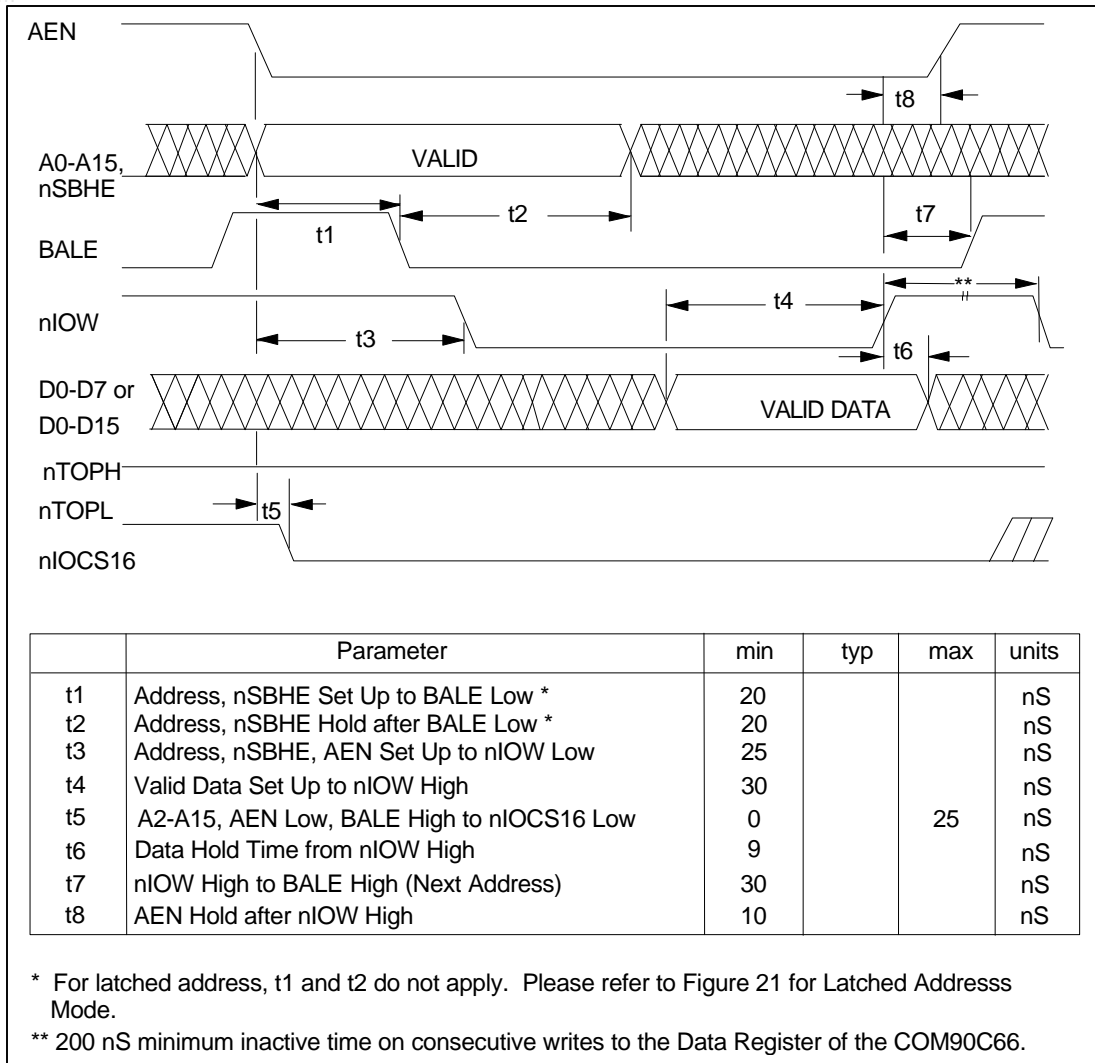 AEN
t8
A0-A15,
nSBHE
VALID
t1
t2
t7
BALE
**
t4
nIOW
t3
t6
D0-D7 or
D0-D15
VALID DATA
nTOPH
nTOPL
t5
nIOCS16
Parameter min typ max units
t1 Address, nSBHE Set Up to BALE Low * 20 nS
t2 Address, nSBHE Hold after BALE Low * 20 nS
t3 Address, nSBHE, AEN Set Up to nIOW Low 25 nS
t4 Valid Data Set Up to nIOW High 30 nS
t5 A2-A15, AEN Low, BALE High to nIOCS16 Low 0 25 nS
t6 Data Hold Time from nIOW High 9 nS
t7 nIOW High to BALE High (Next Address) 30 nS
t8 AEN Hold after nIOW High 10 nS
* For latched address, t1 and t2 do not apply. Please refer to Figure 21 for Latched Addresss
Mode.
** 200 nS minimum inactive time on consecutive writes to the Data Register of the COM90C66.